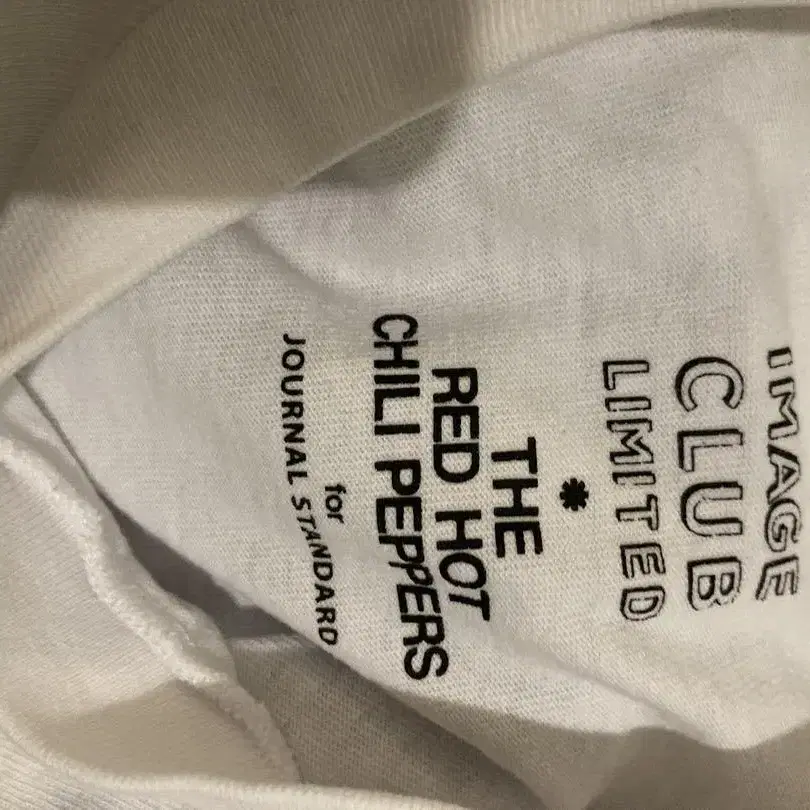 IMAGE
CLUB
LIMITED
*
THE
RED HOT
CHILI PEPPERS
for
JOURNAL STANDARD